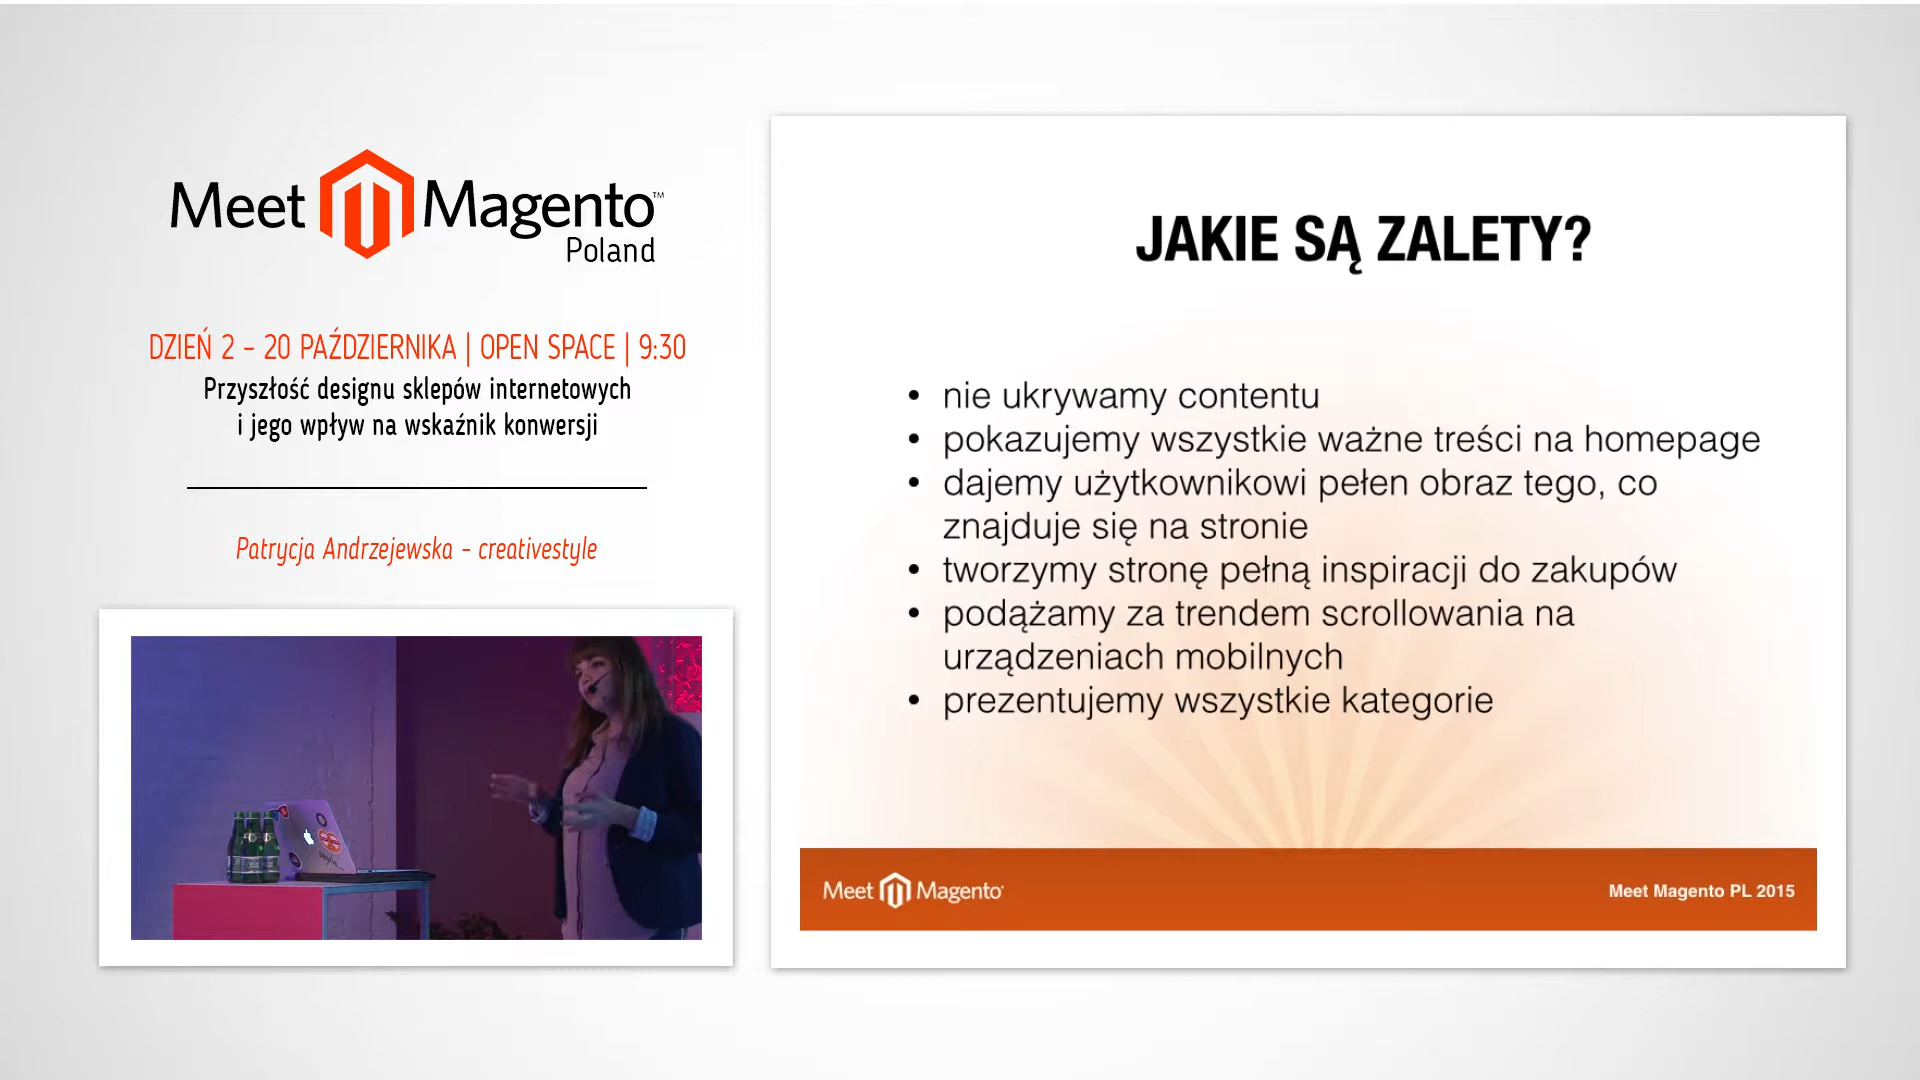 Meet Magento™
Poland
DZIEŃ 2 – 20 PAŹDZIERNIKA | OPEN SPACE | 9:30
Przyszłość designu sklepów internetowych
i jego wpływ na wskaźnik konwersji
Patrycja Andrzejewska - creativestyle
JAKIE SĄ ZALETY?
• nie ukrywamy contentu
• pokazujemy wszystkie ważne treści na homepage
• dajemy użytkownikowi pełen obraz tego, co
znajduje się na stronie
• tworzymy stronę pełną inspiracji do zakupów
• podążamy za trendem scrollowania na
urządzeniach mobilnych
• prezentujemy wszystkie kategorie
Meet Magento
Meet Magento PL 2015